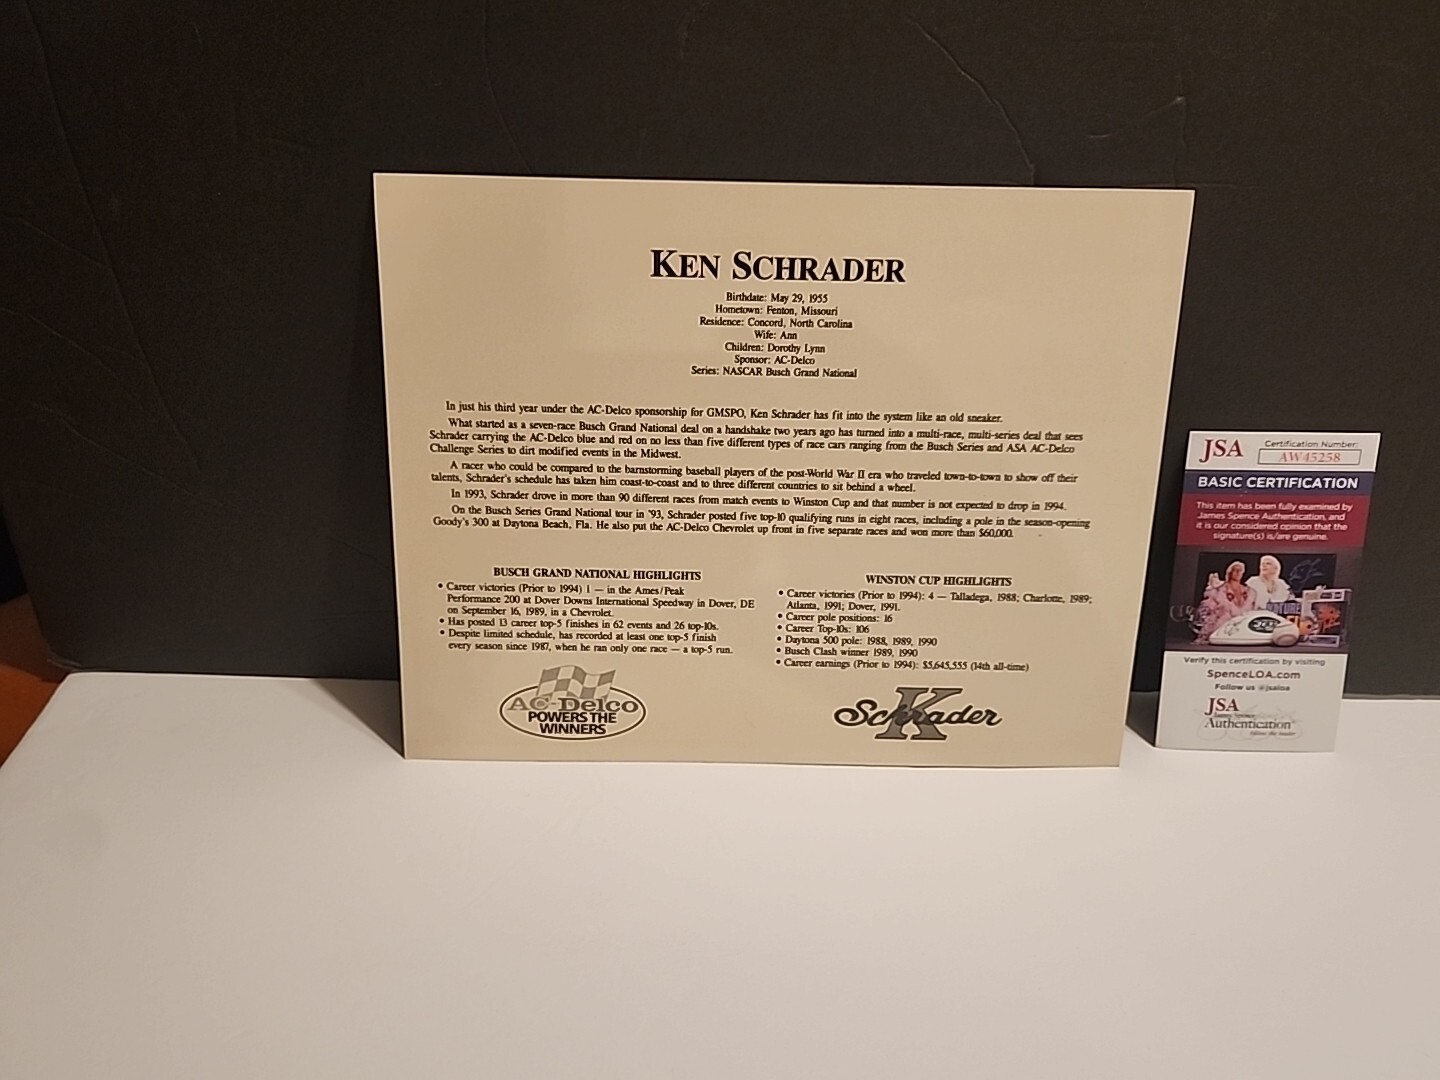 KEN SCHRADER
Birthdate: May 29, 1955
Hometown: Fenton, Missouri
Residence: Concord, North Carolina
Wife: Ann
Children: Dorothy Lynn
Sponsor: AC-Delco
Series: NASCAR Busch Grand National
In just his third year under the AC-Delco sponsorship for GMSPO, Ken Schrader has fit into the system like an old sneaker.
What started as a seven-race Busch Grand National deal on a handshake two years ago has turned into a multi-race, multi-series deal that sees
Schrader carrying the AC-Delco blue and red on no less than five different types of race cars ranging from the Busch Series and ASA AC-Delco
Challenge Series to dirt modified events in the Midwest.
A racer who could be compared to the barnstorming baseball players of the post-World War II era who traveled town-to-town to show off their
talents, Schrader's schedule has taken him coast-to-coast and to three different countries to sit behind a wheel.
In 1993, Schrader drove in more than 90 different races from match events to Winston Cup and that number is not expected to drop in 1994.
On the Busch Series Grand National tour in '93, Schrader posted five top-10 qualifying runs in eight races, including a pole in the season-opening
Goody's 300 at Daytona Beach, Fla. He also put the AC-Delco Chevrolet up front in five separate races and won more than $60,000.
BUSCH GRAND NATIONAL HIGHLIGHTS
• Career victories (Prior to 1994) 1 — in the Ames/Peak
Performance 200 at Dover Downs International Speedway in Dover, DE
on September 16, 1989, in a Chevrolet.
• Has posted 13 career top-5 finishes in 62 events and 26 top-10s.
• Despite limited schedule, has recorded at least one top-5 finish
every season since 1987, when he ran only one race — a top-5 run.
AC-Delco
POWERS THE
WINNERS
WINSTON CUP HIGHLIGHTS
• Career victories (Prior to 1994): 4 — Talladega, 1988; Charlotte, 1989;
Atlanta, 1991; Dover, 1991.
• Career pole positions: 16
• Career Top-10s: 106
• Daytona 500 pole: 1988, 1989, 1990
• Busch Clash winner 1989, 1990
• Career earnings (Prior to 1994): $5,645,555 (14th all-time)
K
Schrader
JSA
Certification Number:
AW45258
BASIC CERTIFICATION
This item has been fully examined by
James Spence Authentication, and
it is our considered opinion that the
signature(s) is/are genuine.
Verify this certification by visiting
SpenceLOA.com
Follow us @jsaloa
JSA
James Spence
Authentication